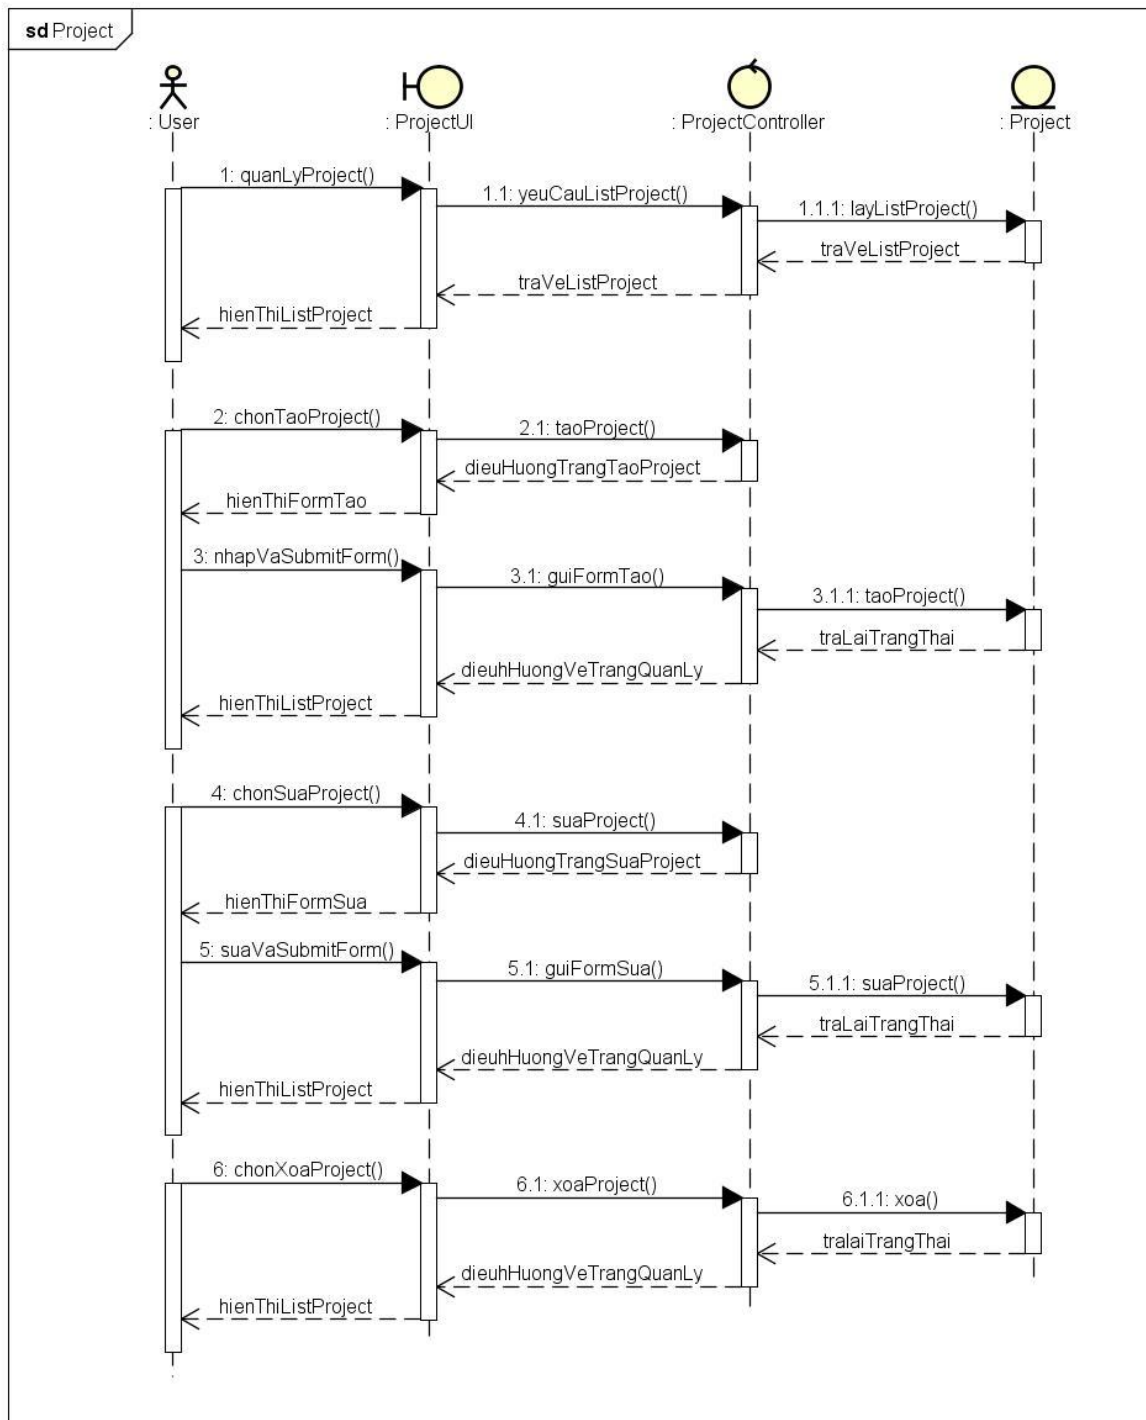 sd Project
: User
: ProjectUI
: ProjectController
: Project
1: quanLyProject()
1.1: yeuCauListProject()
1.1.1: layListProject()
traVeListProject
traVeListProject
hienThiListProject
2: chonTaoProject()
2.1: taoProject()
dieuHuongTrangTaoProject
hienThiFormTao
3: nhapVaSubmitForm()
3.1: guiFormTao()
3.1.1: taoProject()
traLaiTrangThai
dieuhHuongVeTrangQuanLy
hienThiListProject
4: chonSuaProject()
4.1: suaProject()
dieuHuongTrangSuaProject
hienThiFormSua
5: suaVaSubmitForm()
5.1: guiFormSua()
5.1.1: suaProject()
traLaiTrangThai
dieuhHuongVeTrangQuanLy
hienThiListProject
6: chonXoaProject()
6.1: xoaProject()
6.1.1: xoa()
tralaiTrangThai
dieuhHuongVeTrangQuanLy
hienThiListProject